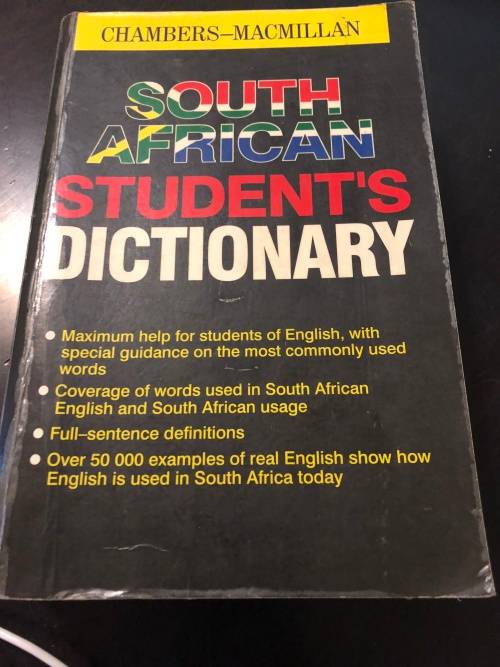 CHAMBERS–MACMILLAN
SOUTH
AFRICAN
STUDENT'S
DICTIONARY
● Maximum help for students of English, with
special guidance on the most commonly used
words
● Coverage of words used in South African
English and South African usage
● Full–sentence definitions
● Over 50 000 examples of real English show how
English is used in South Africa today